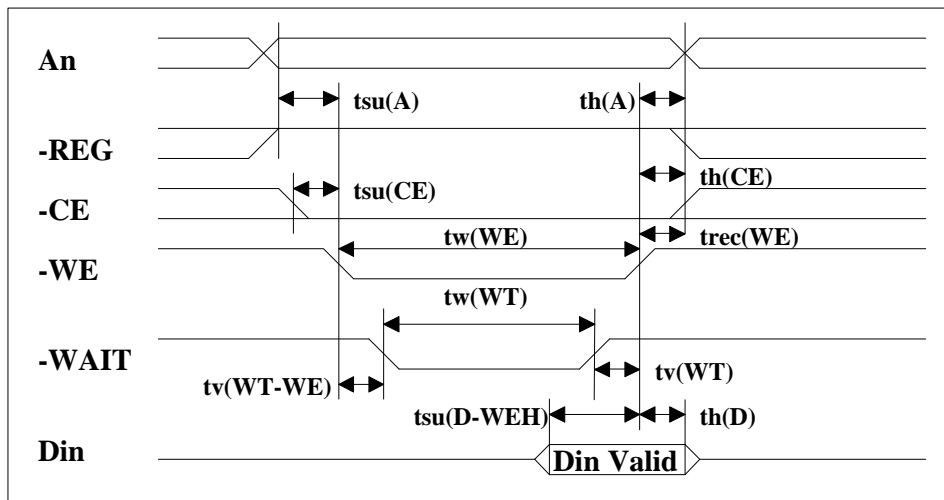 An
tsu(A) th(A)
-REG
tsu(CE) th(CE)
-CE
tw(WE) trec(WE)
-WE
tw(WT)
-WAIT
tv(WT-WE) tv(WT)
tsu(D-WEH) th(D)
Din Din Valid